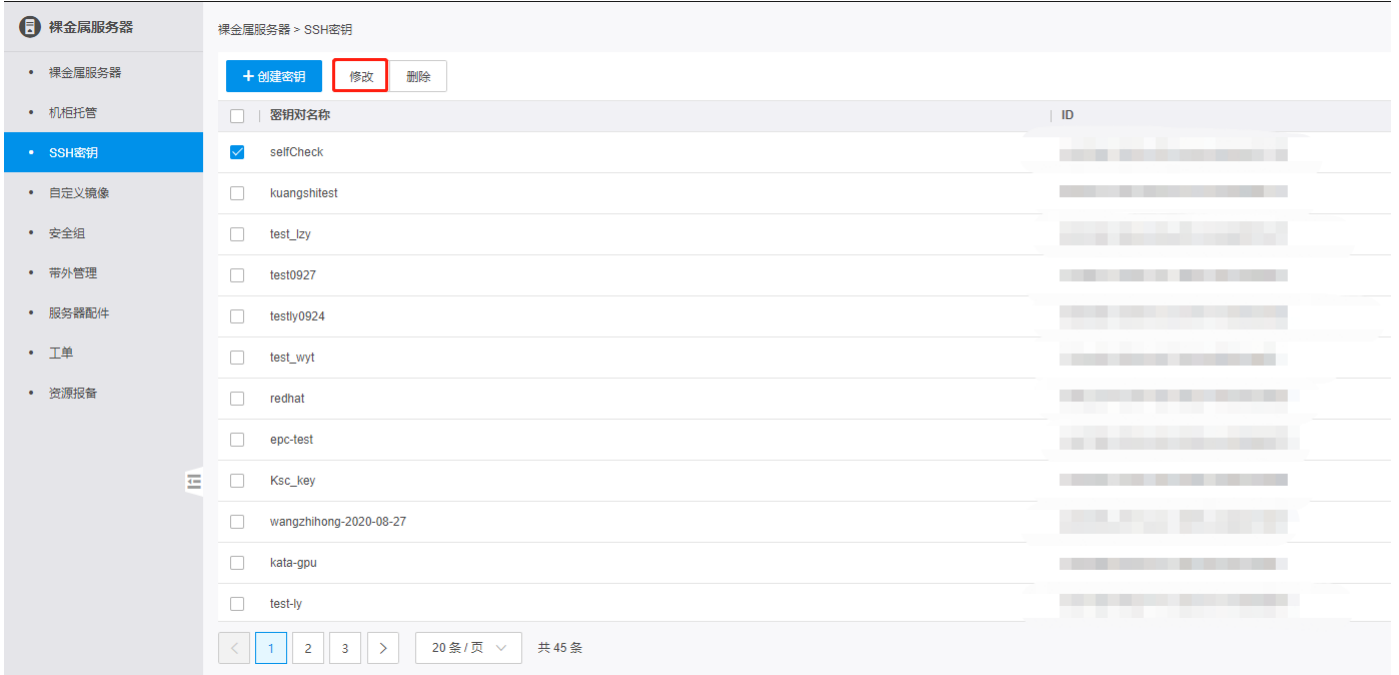 裸金属服务器
裸金属服务器 > SSH密钥
裸金属服务器
机柜托管
SSH密钥
自定义镜像
安全组
带外管理
服务器配件
工单
资源报备
创建密钥 修改 删除
密钥对名称 ID
selfCheck
kuangshitest
test_lzy
test0927
testly0924
test_wyt
redhat
epc-test
Ksc_key
wangzhihong-2020-08-27
kata-gpu
test-ly
1 2 3 20 条 / 页 共 45 条